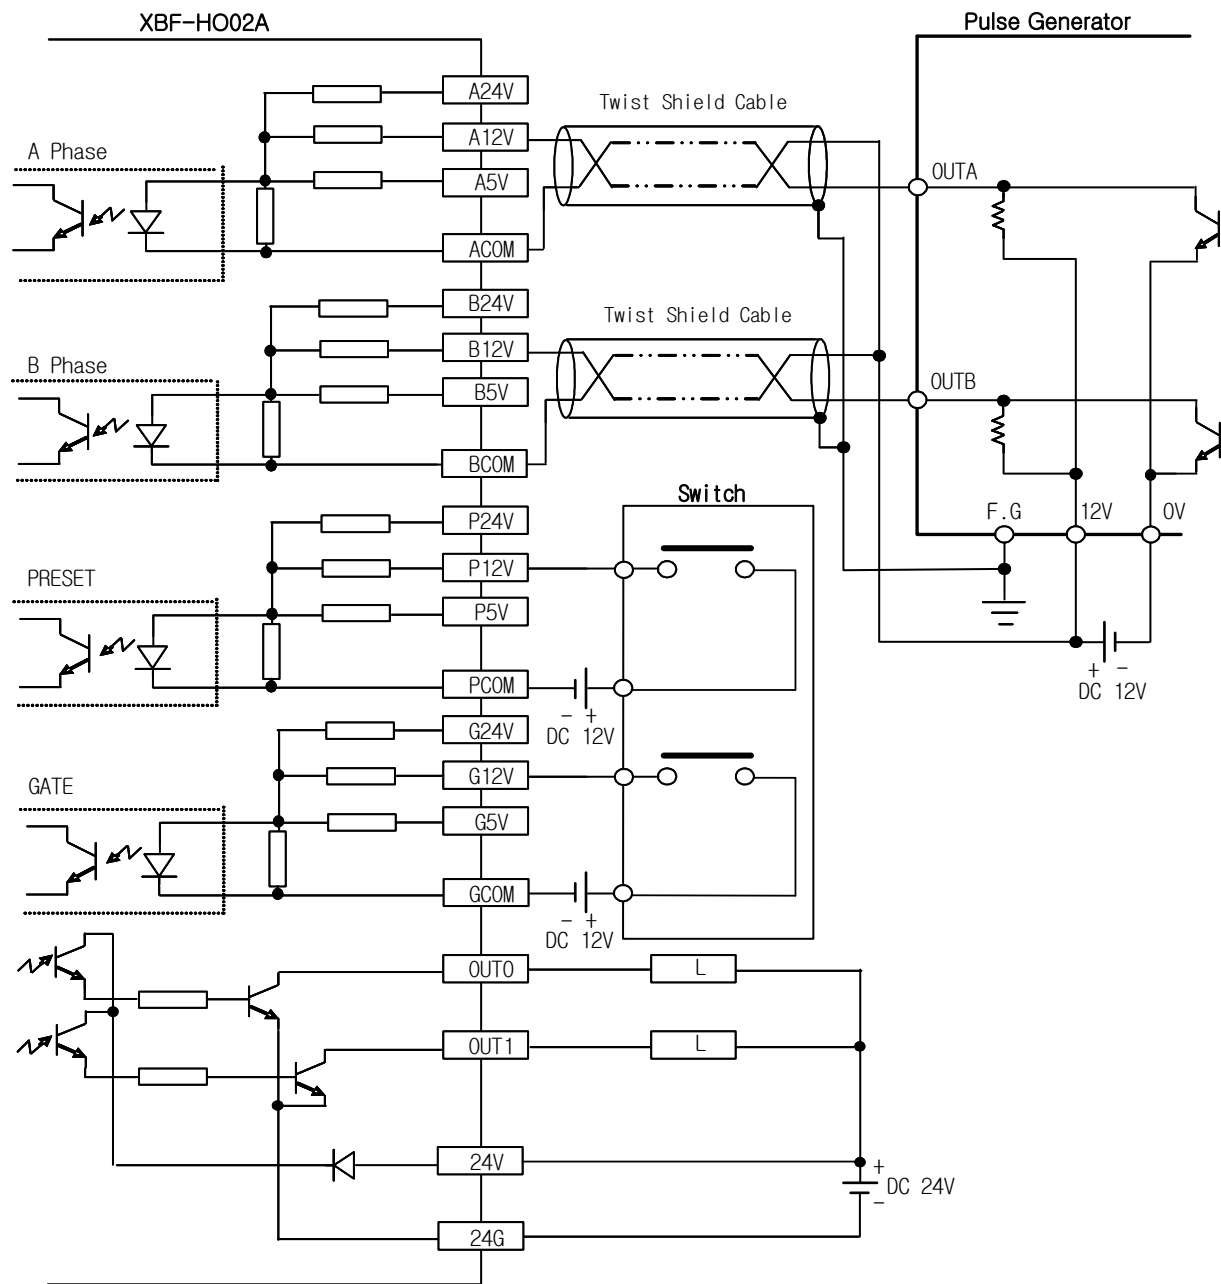 XBF-HO02A
Pulse Generator
A24V
Twist Shield Cable
A12V
A Phase
A5V
OUTA
ACOM
B24V
Twist Shield Cable
B12V
B Phase
B5V
OUTB
BCOM
Switch
P24V
F.G
12V
0V
P12V
PRESET
P5V
PCOM
+ -
DC 12V
- +
DC 12V
G24V
G12V
GATE
G5V
GCOM
- +
DC 12V
OUT0
L
OUT1
L
24V
+
DC 24V
-
24G